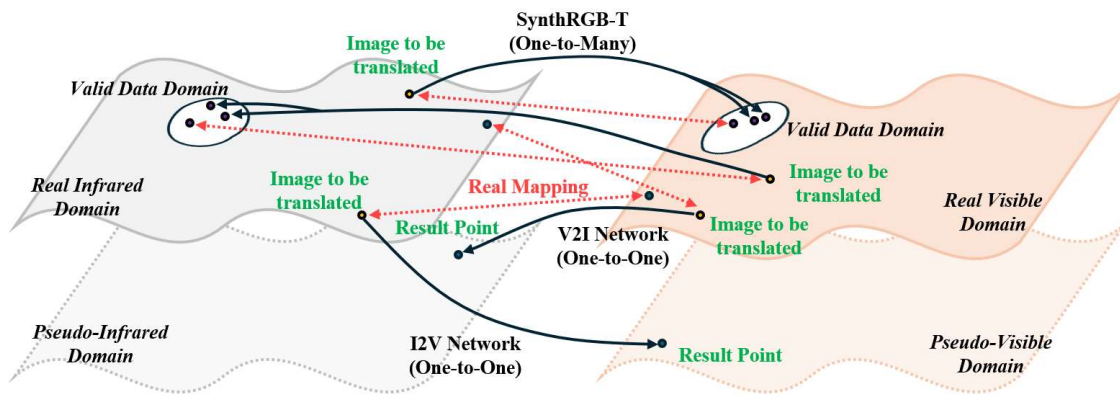 SynthRGB-T
(One-to-Many)
Image to be
translated
Valid Data Domain
Valid Data Domain
Real Infrared
Domain
Image to be
translated
Real Mapping
Image to be
translated
Real Visible
Domain
Result Point
V2I Network
(One-to-One)
Image to be
translated
Pseudo-Infrared
Domain
I2V Network
(One-to-One)
Result Point
Pseudo-Visible
Domain